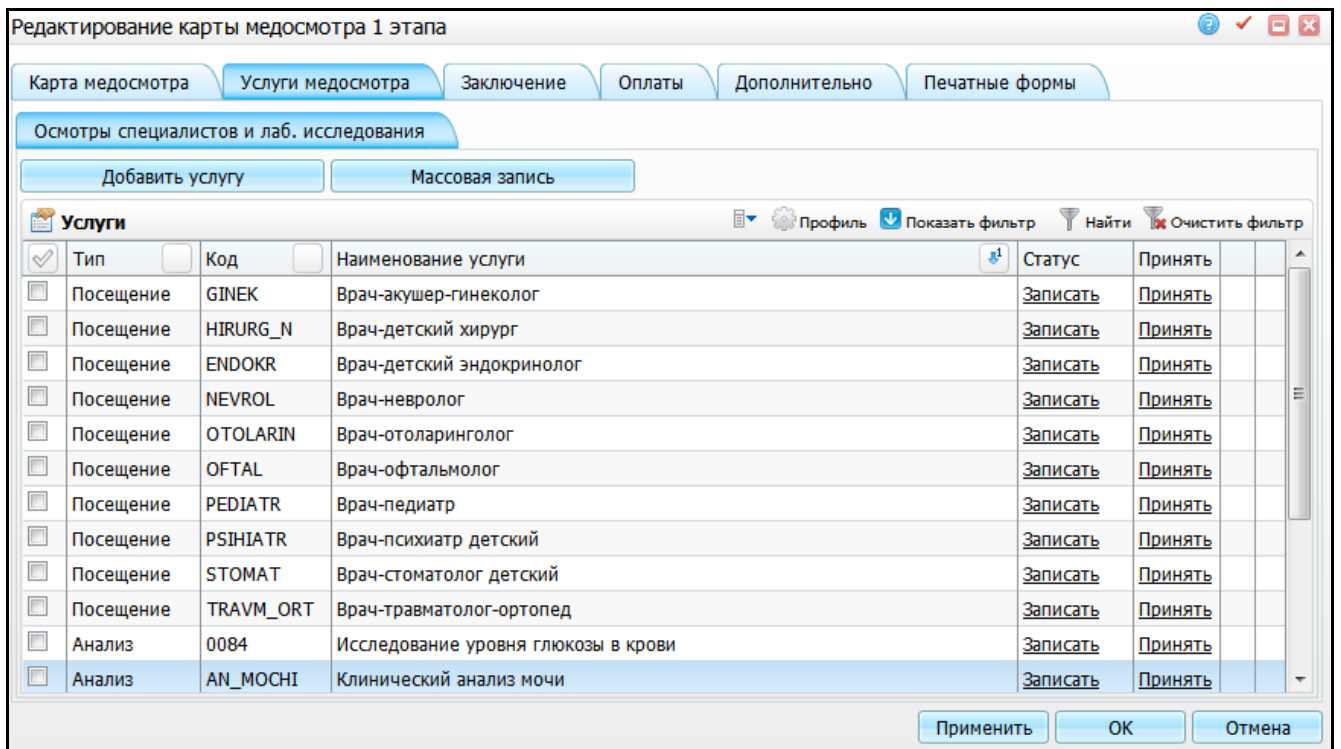 Редактирование карты медосмотра 1 этапа
Карта медосмотра Услуги медосмотра Заключение Оплаты Дополнительно Печатные формы
Осмотры специалистов и лаб. исследования
Добавить услугу Массовая запись
Услуги Профиль Показать фильтр Найти Очистить фильтр
Тип Код Наименование услуги 1 Статус Принять
Посещение GINEK Врач-акушер-гинеколог Записать Принять
Посещение HIRURG_N Врач-детский хирург Записать Принять
Посещение ENDOKR Врач-детский эндокринолог Записать Принять
Посещение NEVROL Врач-невролог Записать Принять
Посещение OTOLARIN Врач-отоларинголог Записать Принять
Посещение OFTAL Врач-офтальмолог Записать Принять
Посещение PEDIATR Врач-педиатр Записать Принять
Посещение PSIHIATR Врач-психиатр детский Записать Принять
Посещение STOMAT Врач-стоматолог детский Записать Принять
Посещение TRAVM_ORT Врач-травматолог-ортопед Записать Принять
Анализ 0084 Исследование уровня глюкозы в крови Записать Принять
Анализ AN_MOCHI Клинический анализ мочи Записать Принять
Применить ОК Отмена